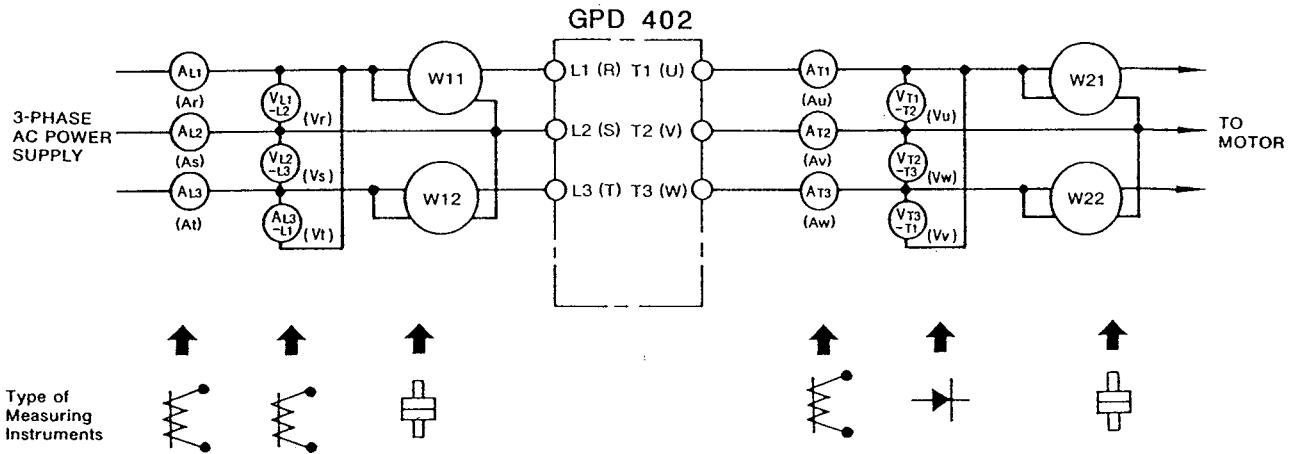 GPD 402
3-PHASE
AC POWER
SUPPLY
AL1
(Ar)
AL2
(As)
AL3
(At)
VL1
-L2
(Vr)
VL2
-L3
(Vs)
AL3
-L1
(Vt)
W11
W12
L1 (R) T1 (U)
L2 (S) T2 (V)
L3 (T) T3 (W)
AT1
(Au)
AT2
(Av)
AT3
(Aw)
VT1
-T2
(Vu)
VT2
-T3
(Vw)
VT3
-T1
(Vv)
W21
W22
TO
MOTOR
Type of
Measuring
Instruments